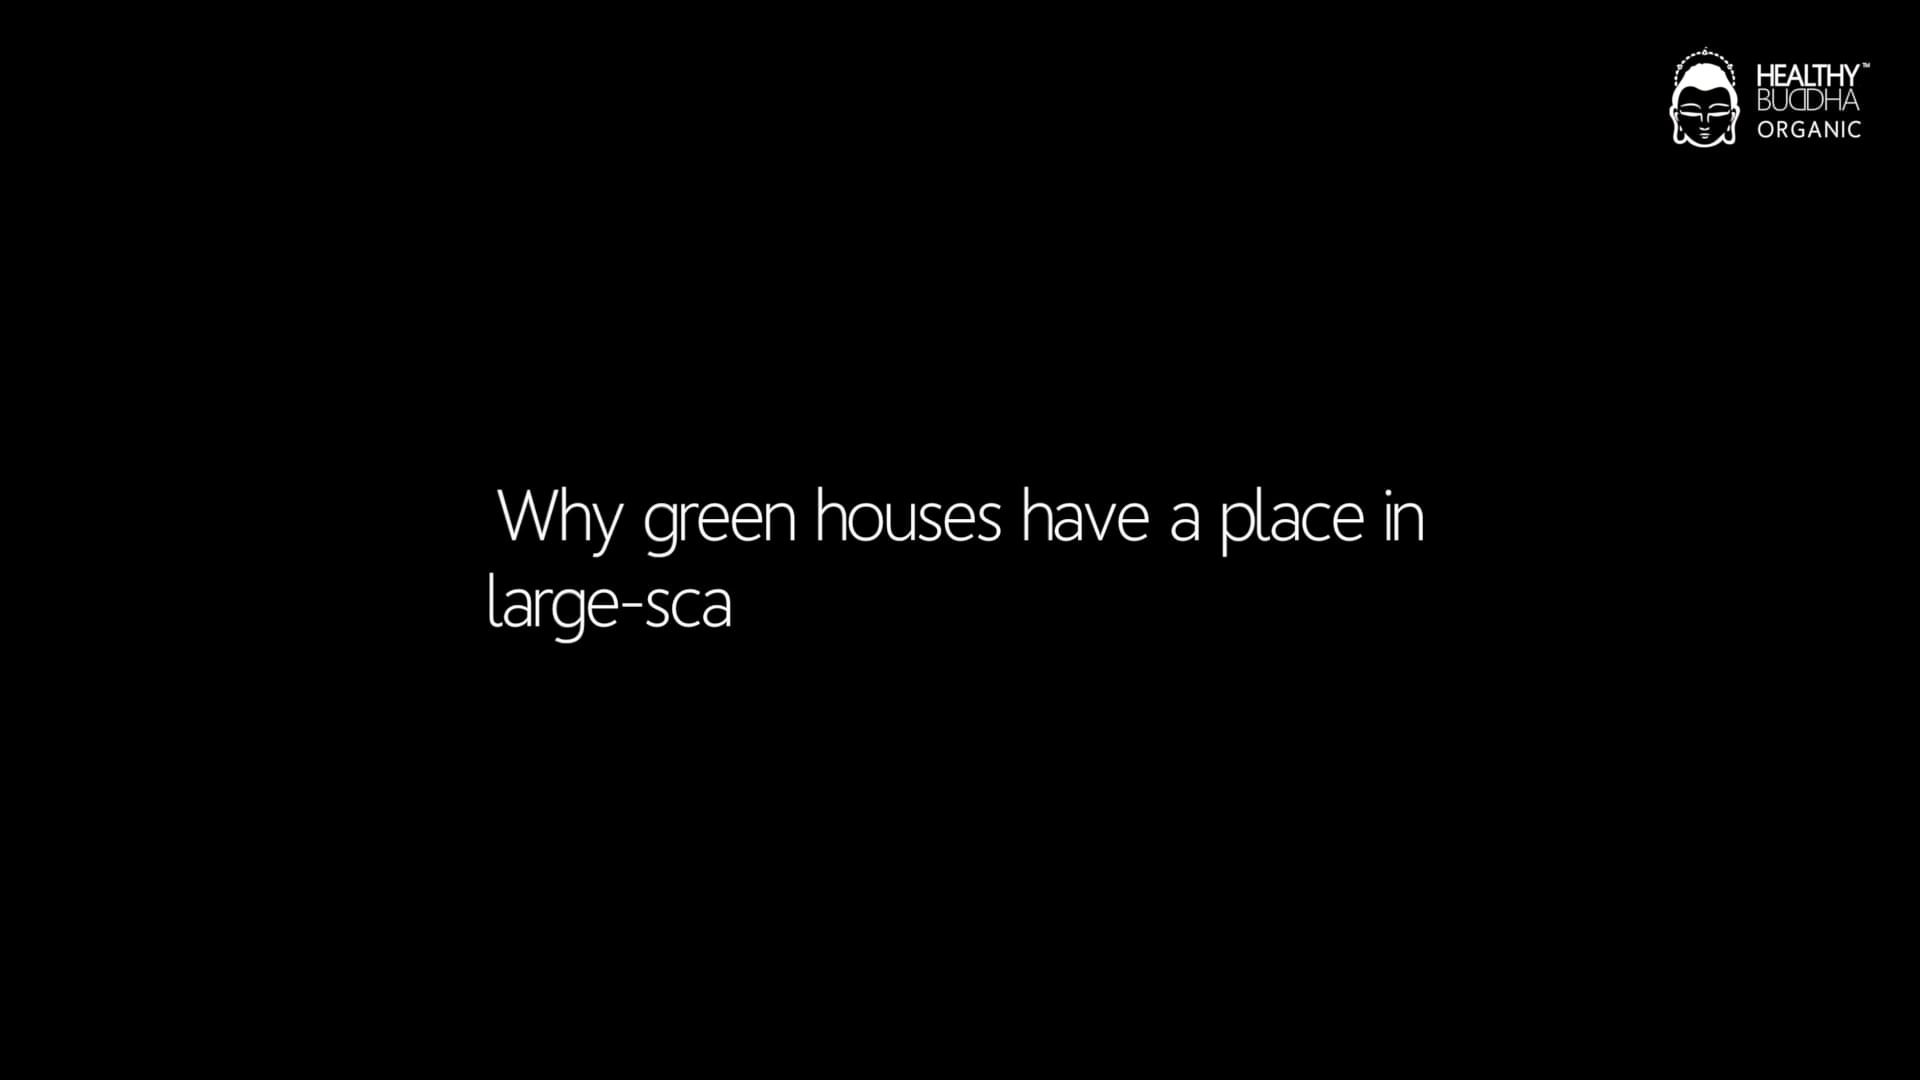 HEALTHY™
BUDDHA
ORGANIC
Why green houses have a place in
large-sca